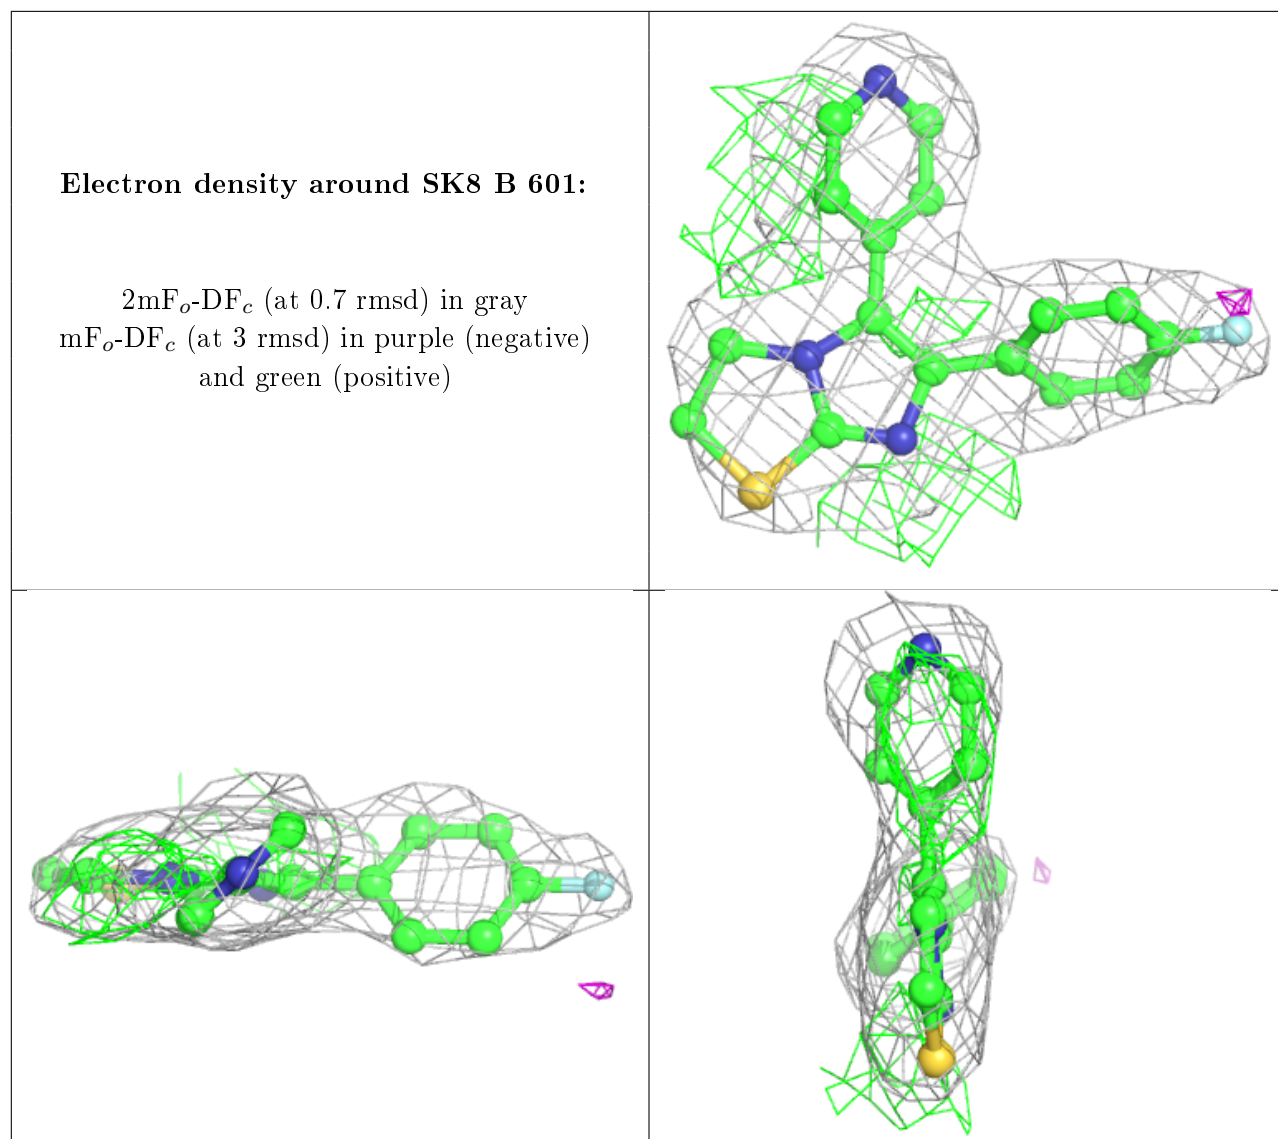 Electron density around SK8 B 601:
2mFo-DFc (at 0.7 rmsd) in gray
mFo-DFc (at 3 rmsd) in purple (negative)
and green (positive)